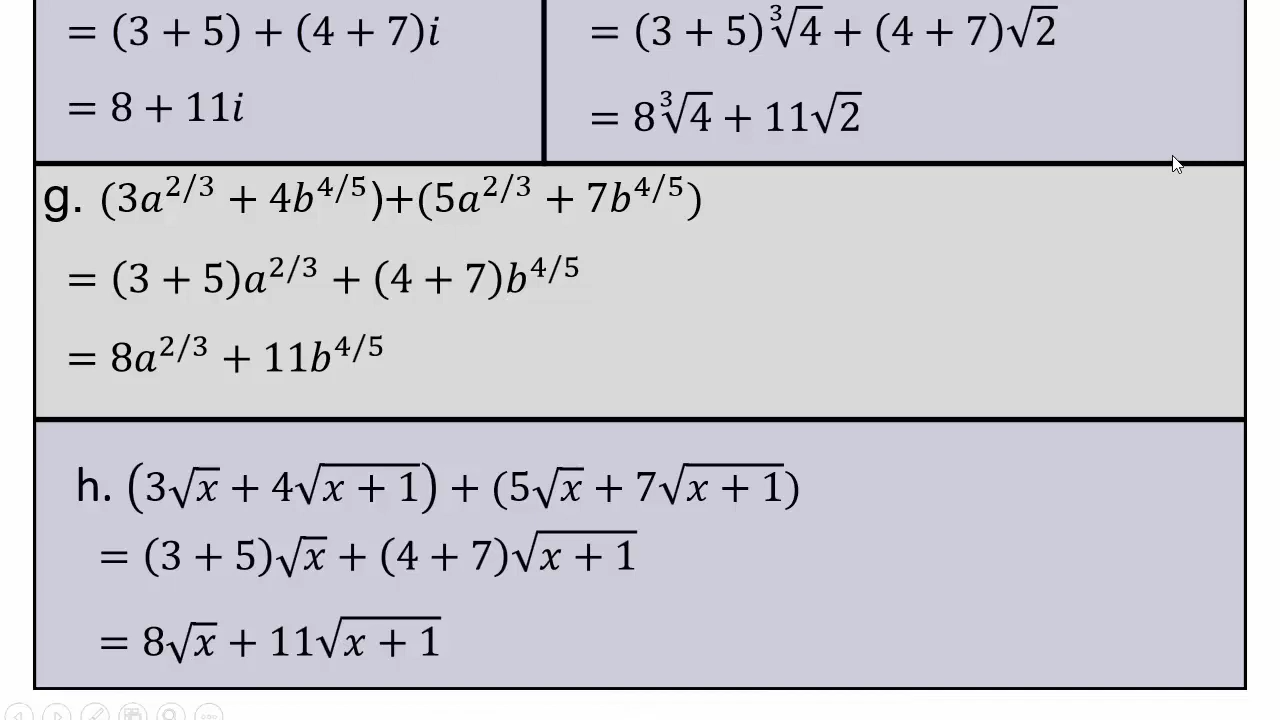 = (3 + 5) + (4 + 7)i
= 8 + 11i
= (3 + 5)∛4 + (4 + 7)√2
= 8∛4 + 11√2
g. (3a^{2/3} + 4b^{4/5})+(5a^{2/3} + 7b^{4/5})
= (3 + 5)a^{2/3} + (4 + 7)b^{4/5}
= 8a^{2/3} + 11b^{4/5}
h. (3√x + 4√(x + 1)) + (5√x + 7√(x + 1))
= (3 + 5)√x + (4 + 7)√(x + 1)
= 8√x + 11√(x + 1)